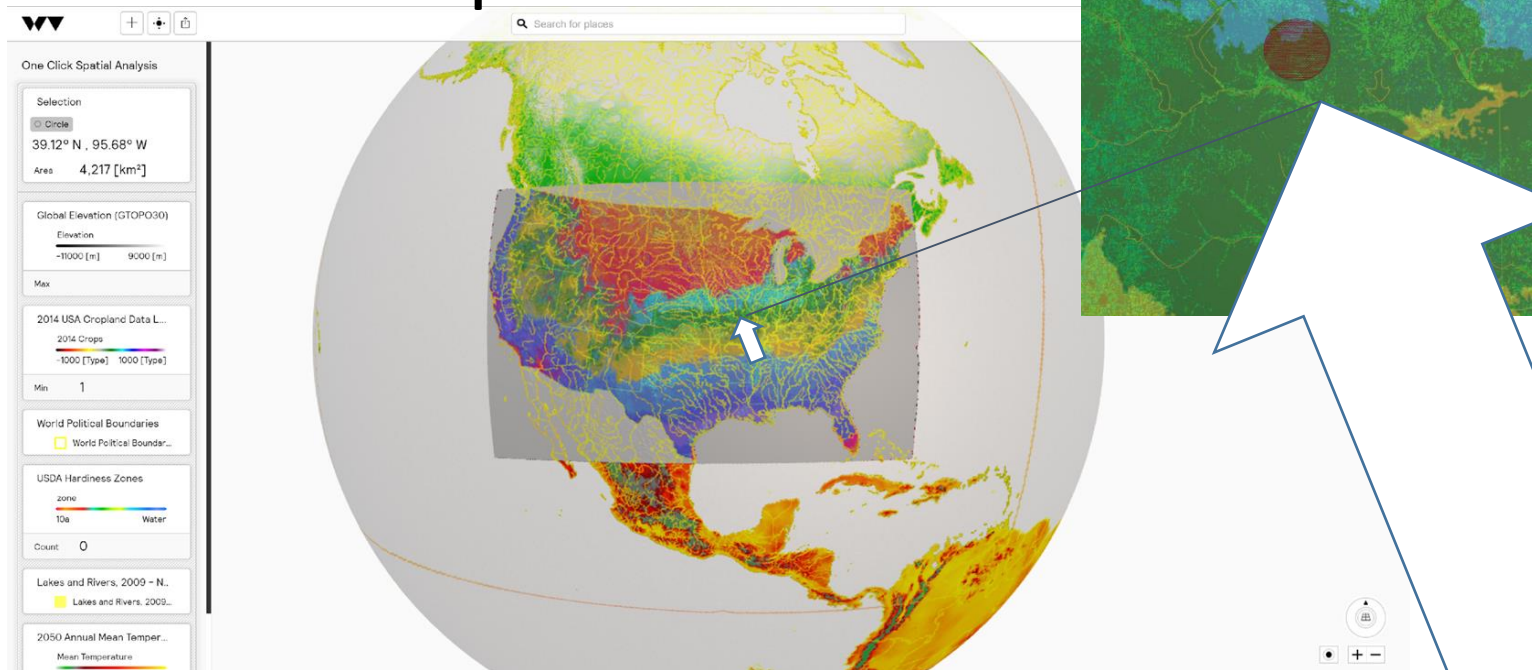 Search for places
One Click Spatial Analysis
Selection
Circle
39.12° N , 95.68° W
Area 4,217 [km²]
Global Elevation (GTOPO30)
Elevation
-11000 [m] 9000 [m]
Max
2014 USA Cropland Data L...
2014 Crops
-1000 [Type] 1000 [Type]
Min 1
World Political Boundaries
World Political Boundar...
USDA Hardiness Zones
zone
10a Water
Count 0
Lakes and Rivers, 2009 - N..
Lakes and Rivers, 2009...
2050 Annual Mean Temper...
Mean Temperature